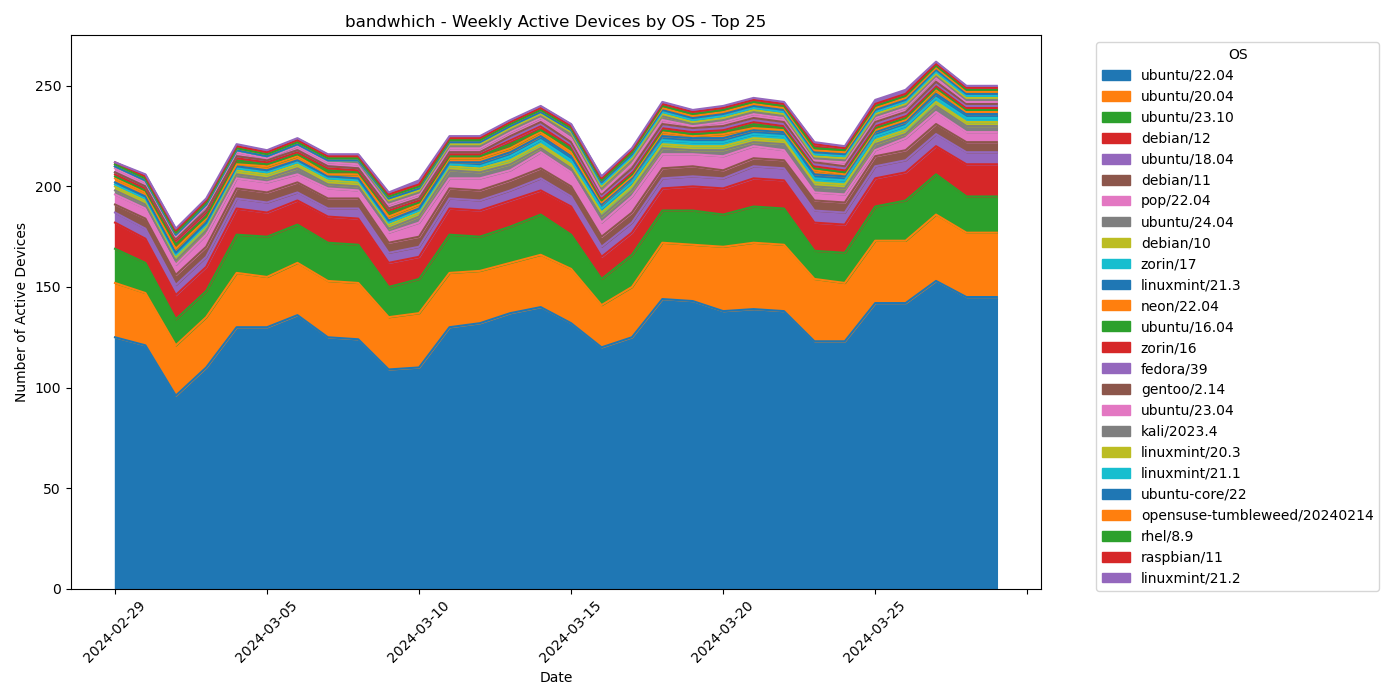 bandwhich - Weekly Active Devices by OS - Top 25
Number of Active Devices
250
200
150
100
50
0
2024-02-29
2024-03-05
2024-03-10
2024-03-15
2024-03-20
2024-03-25
Date
OS
ubuntu/22.04
ubuntu/20.04
ubuntu/23.10
debian/12
ubuntu/18.04
debian/11
pop/22.04
ubuntu/24.04
debian/10
zorin/17
linuxmint/21.3
neon/22.04
ubuntu/16.04
zorin/16
fedora/39
gentoo/2.14
ubuntu/23.04
kali/2023.4
linuxmint/20.3
linuxmint/21.1
ubuntu-core/22
opensuse-tumbleweed/20240214
rhel/8.9
raspbian/11
linuxmint/21.2